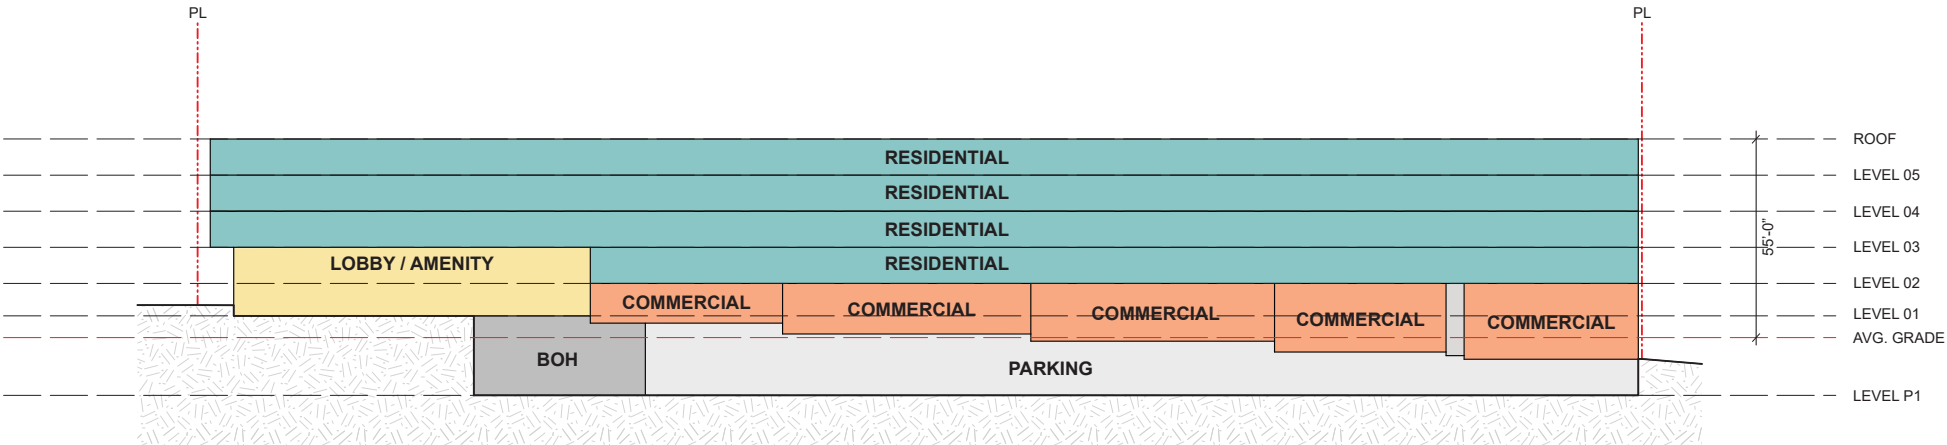 PL
PL
ROOF
RESIDENTIAL
LEVEL 05
RESIDENTIAL
LEVEL 04
RESIDENTIAL
55'-0"
LEVEL 03
LOBBY / AMENITY
RESIDENTIAL
LEVEL 02
COMMERCIAL
COMMERCIAL
COMMERCIAL
COMMERCIAL
COMMERCIAL
LEVEL 01
AVG. GRADE
BOH
PARKING
LEVEL P1